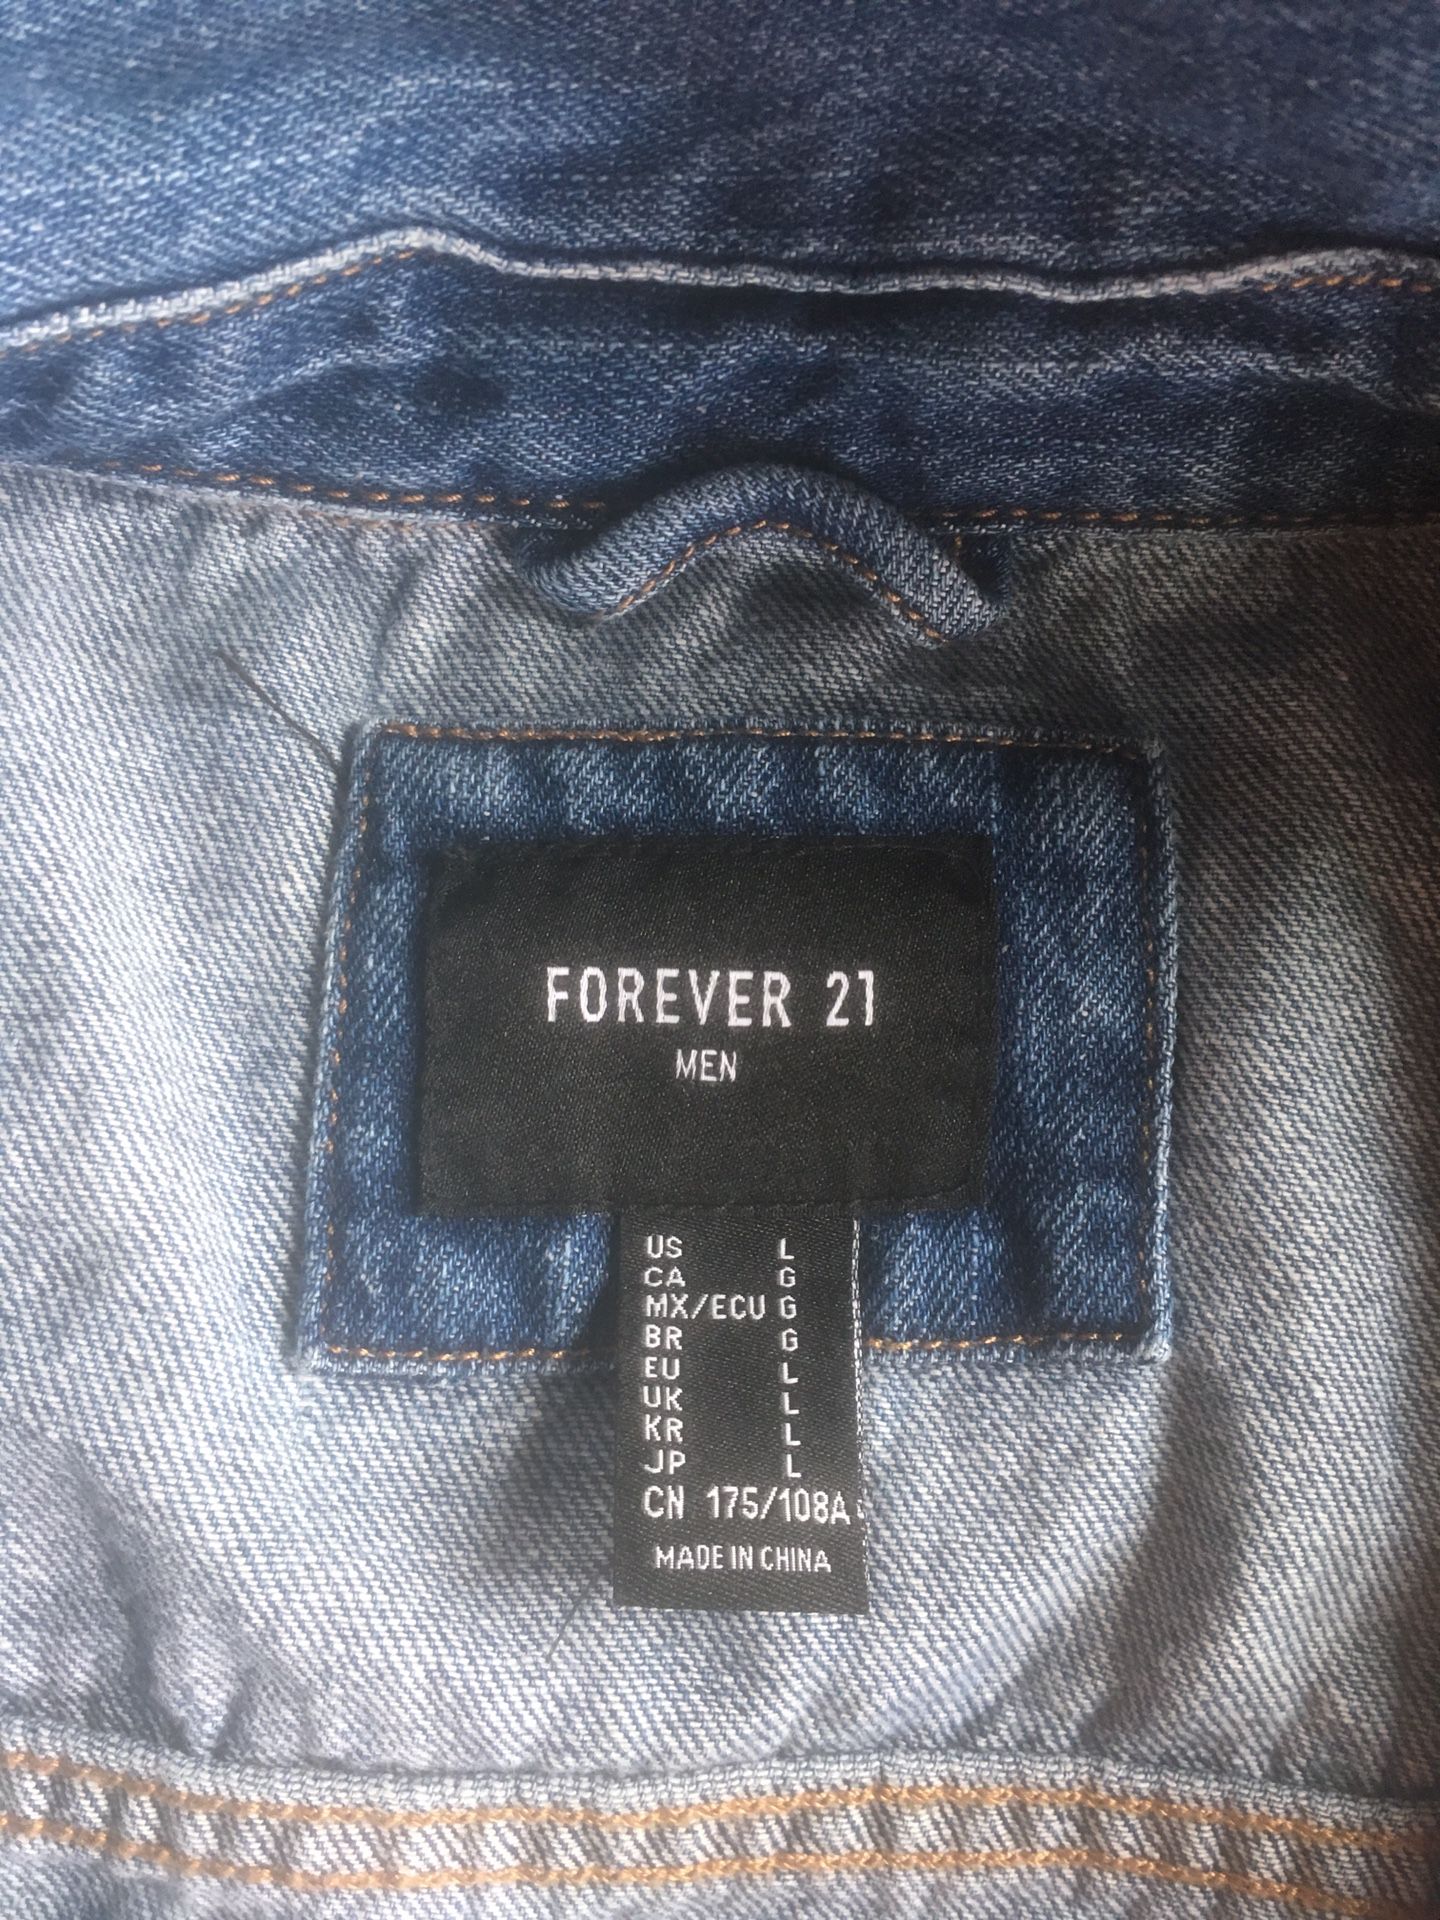 FOREVER 21
MEN
US L
CA G
MX/ECU G
BR G
EU L
UK L
KR L
JP L
CN 175/108A
MADE IN CHINA